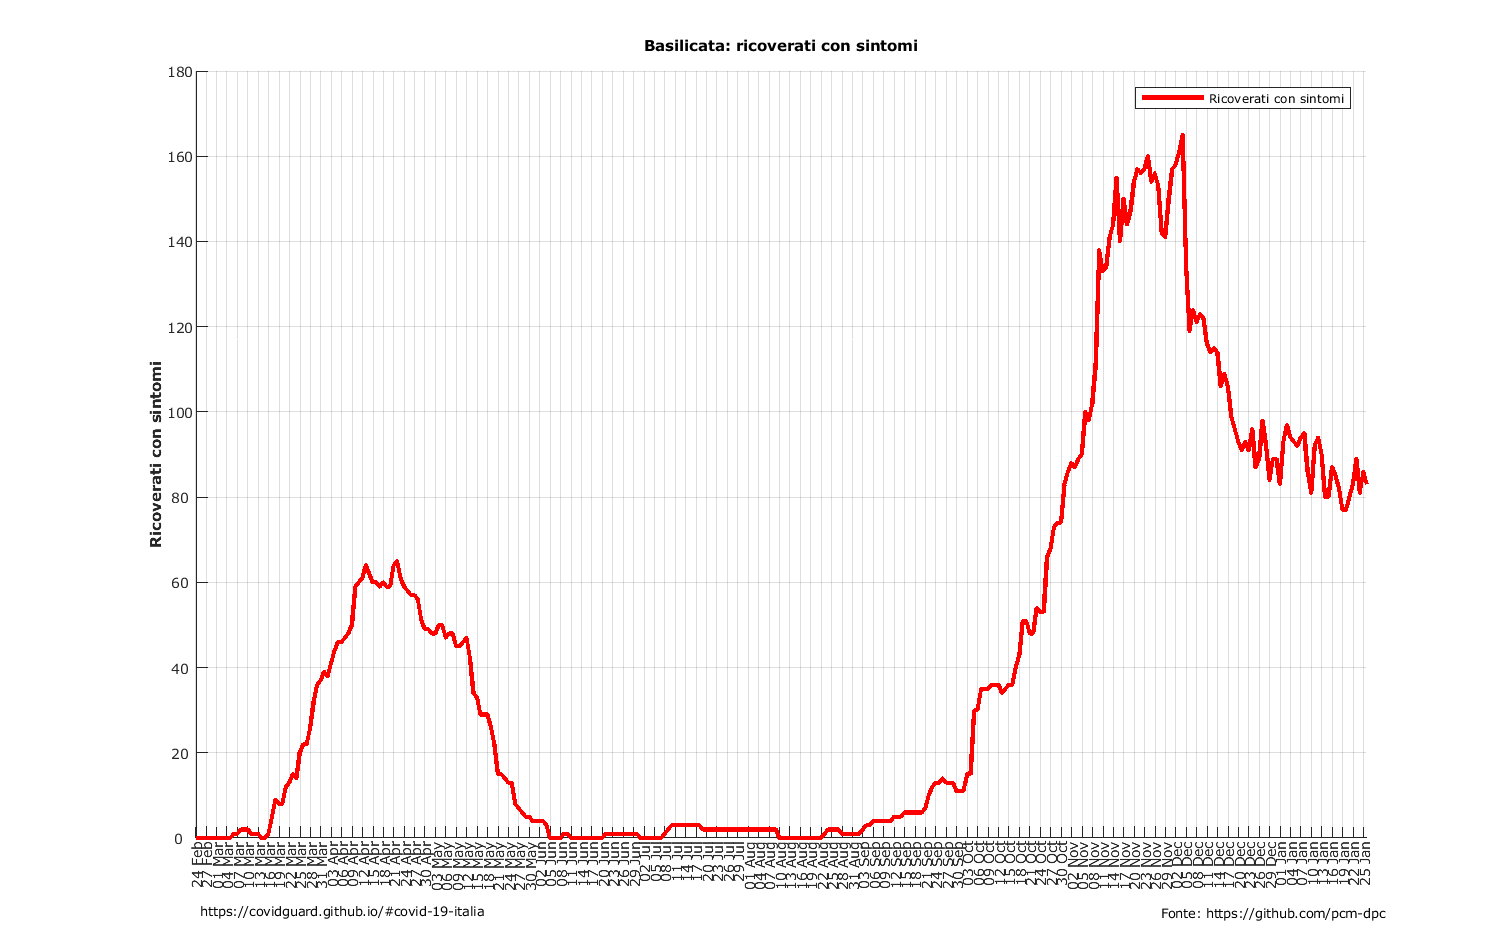 Basilicata: ricoverati con sintomi
Ricoverati con sintomi
Ricoverati con sintomi
180
160
140
120
100
80
60
40
20
0
24 Feb
27 Feb
01 Mar
04 Mar
07 Mar
10 Mar
13 Mar
16 Mar
19 Mar
22 Mar
25 Mar
28 Mar
31 Mar
03 Apr
06 Apr
09 Apr
12 Apr
15 Apr
18 Apr
21 Apr
24 Apr
27 Apr
30 Apr
03 May
06 May
09 May
12 May
15 May
18 May
21 May
24 May
27 May
30 May
02 Jun
05 Jun
08 Jun
11 Jun
14 Jun
17 Jun
20 Jun
23 Jun
26 Jun
29 Jun
02 Jul
05 Jul
08 Jul
11 Jul
14 Jul
17 Jul
20 Jul
23 Jul
26 Jul
29 Jul
01 Aug
04 Aug
07 Aug
10 Aug
13 Aug
16 Aug
19 Aug
22 Aug
25 Aug
28 Aug
31 Aug
03 Sep
06 Sep
09 Sep
12 Sep
15 Sep
18 Sep
21 Sep
24 Sep
27 Sep
30 Sep
03 Oct
06 Oct
09 Oct
12 Oct
15 Oct
18 Oct
21 Oct
24 Oct
27 Oct
30 Oct
02 Nov
05 Nov
08 Nov
11 Nov
14 Nov
17 Nov
20 Nov
23 Nov
26 Nov
29 Nov
02 Dec
05 Dec
08 Dec
11 Dec
14 Dec
17 Dec
20 Dec
23 Dec
26 Dec
29 Dec
01 Jan
04 Jan
07 Jan
10 Jan
13 Jan
16 Jan
19 Jan
22 Jan
25 Jan
https://covidguard.github.io/#covid-19-italia
Fonte: https://github.com/pcm-dpc